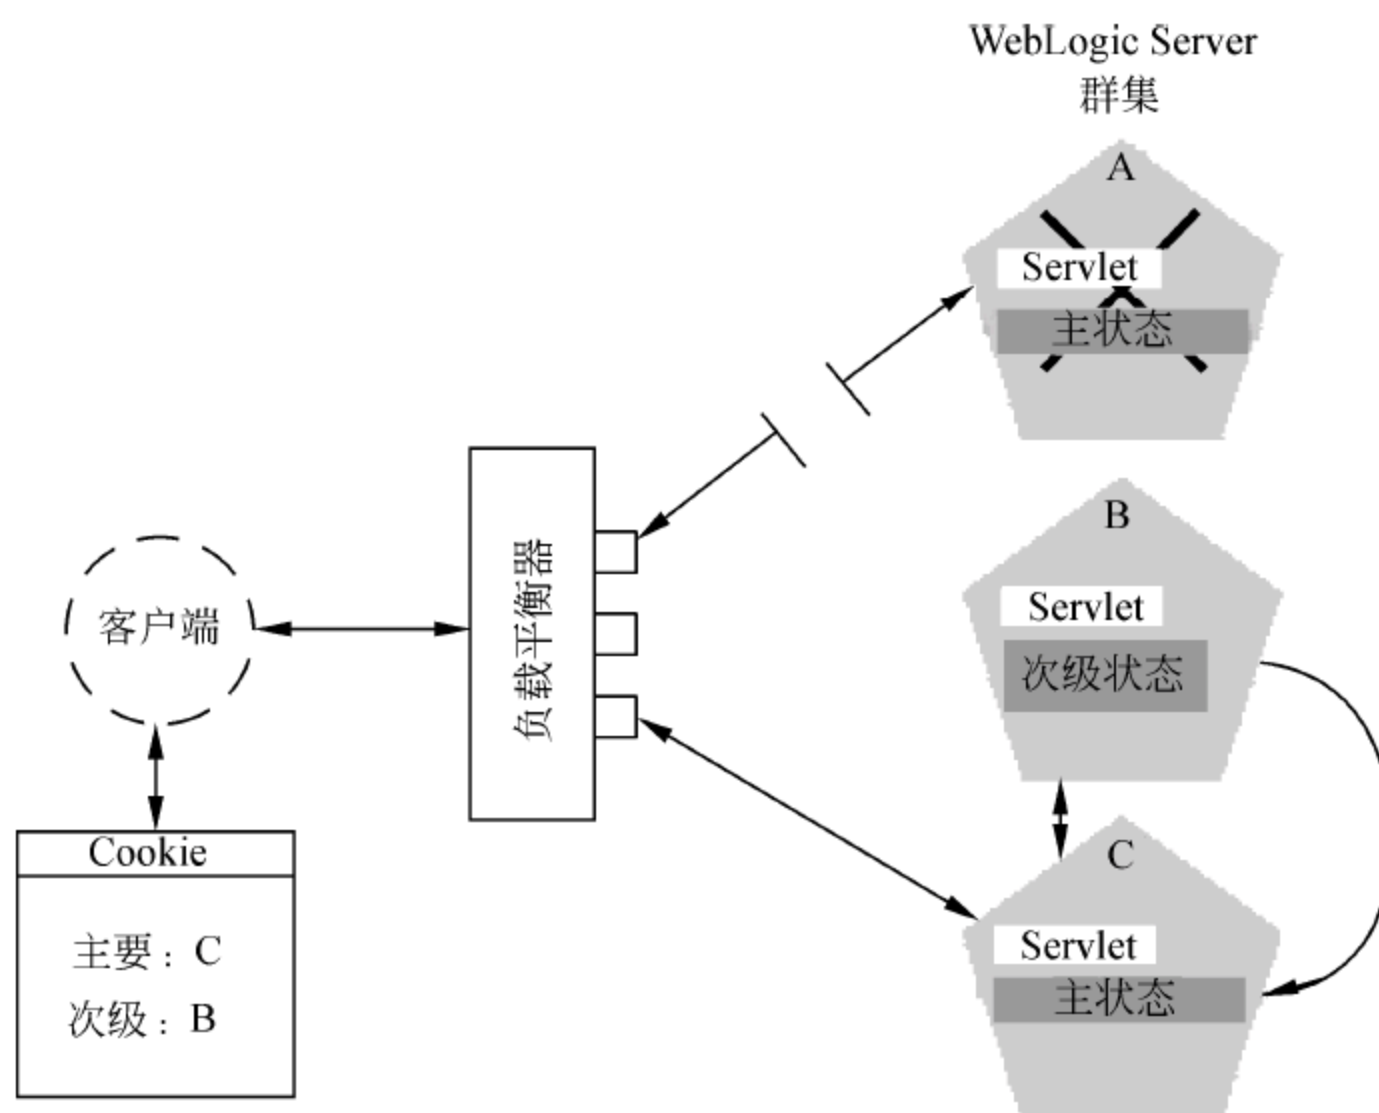 WebLogic Server
群集
A
Servlet
主状态
B
Servlet
次级状态
C
Servlet
主状态
负载平衡器
客户端
Cookie
主要：C
次级：B